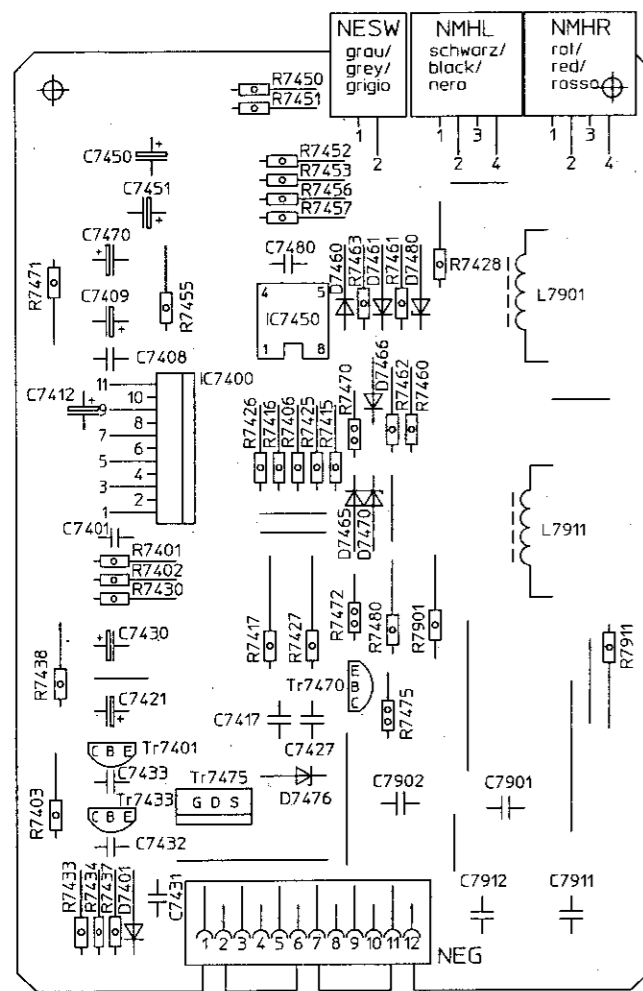 NESW
grau/
grey/
grigio
NMHL
schwarz/
black/
nero
NMHR
rot/
red/
rosso
1
2
1
2
3
4
1
2
3
4
R7450
R7451
C7450
C7451
R7452
R7453
R7456
R7457
C7470
C7480
R7471
C7409
R7455
4
5
IC7450
1
8
D7460
R7463
D7461
R7461
D7480
R7428
L7901
C7408
C7412
IC7400
11
10
9
8
7
6
5
4
3
2
1
R7426
R7416
R7406
R7425
R7415
R7470
D7466
R7462
R7460
D7465
D7470
L7911
C7401
R7401
R7402
R7430
C7430
R7438
R7417
R7427
R7472
R7480
R7901
R7911
Tr7470
E
B
C
R7475
C7421
C7417
C7427
Tr7401
C B E
C7433
Tr7433
C B E
Tr7475
G D S
D7476
C7902
C7901
R7403
C7432
R7433
R7434
R7437
D7401
C7431
C7912
C7911
1 2 3 4 5 6 7 8 9 10 11 12
NEG